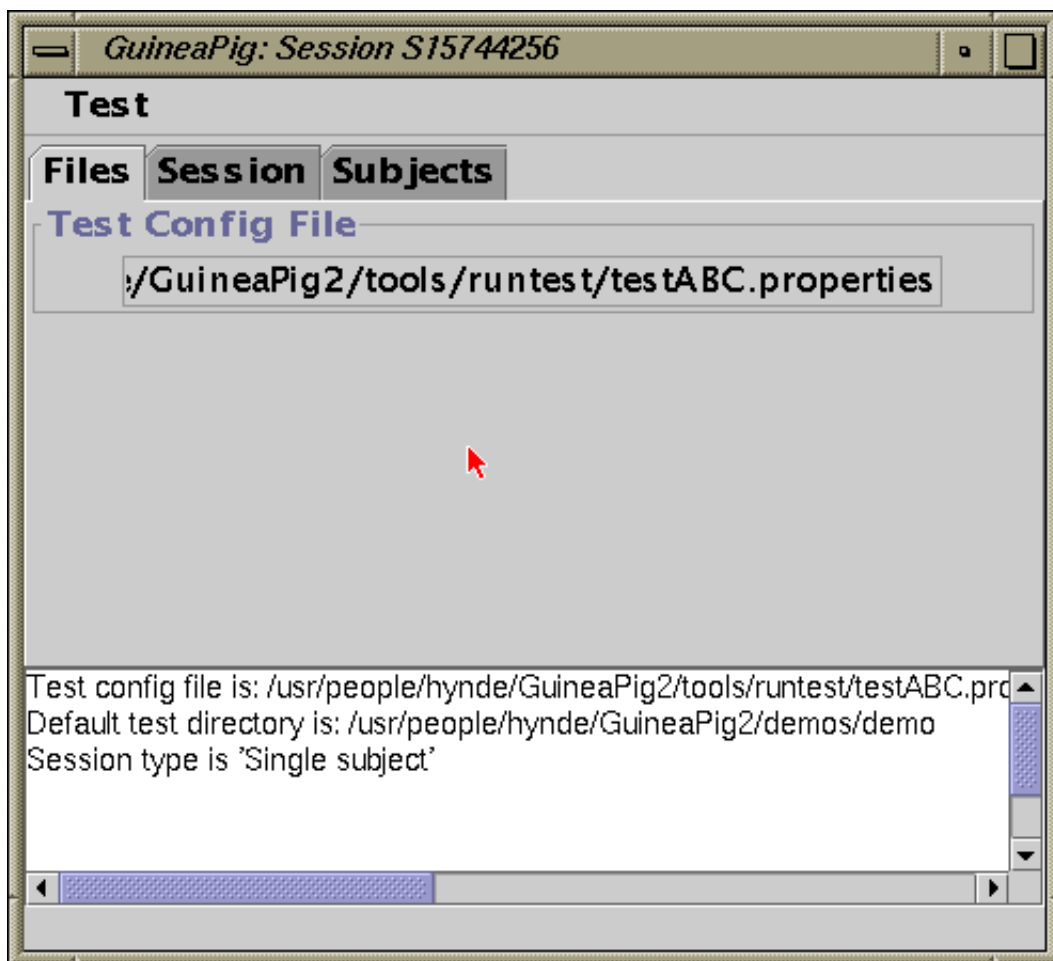 GuineaPig: Session S15744256
Test
Files Session Subjects
Test Config File
/GuineaPig2/tools/runtest/testABC.properties
Test config file is: /usr/people/hynde/GuineaPig2/tools/runtest/testABC.prc
Default test directory is: /usr/people/hynde/GuineaPig2/demos/demo
Session type is 'Single subject'